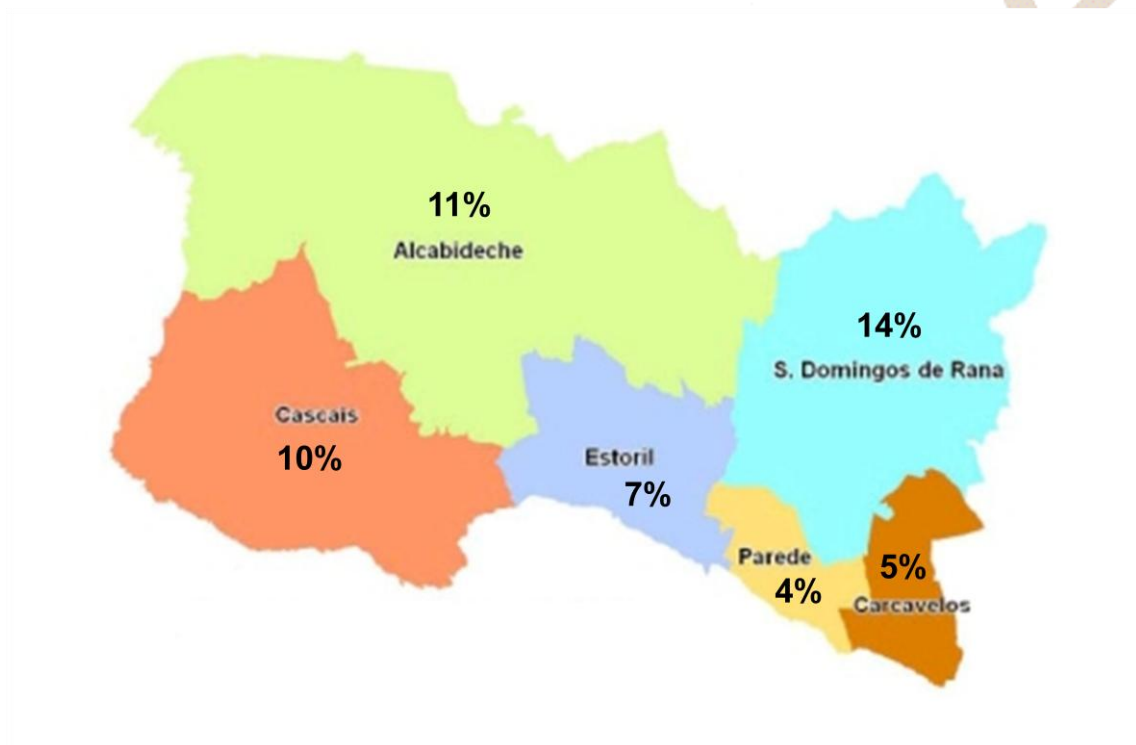 11%
Alcabideche
14%
S. Domingos de Rana
Cascais
10%
Estoril
7%
Parede
4%
5%
Carcavelos